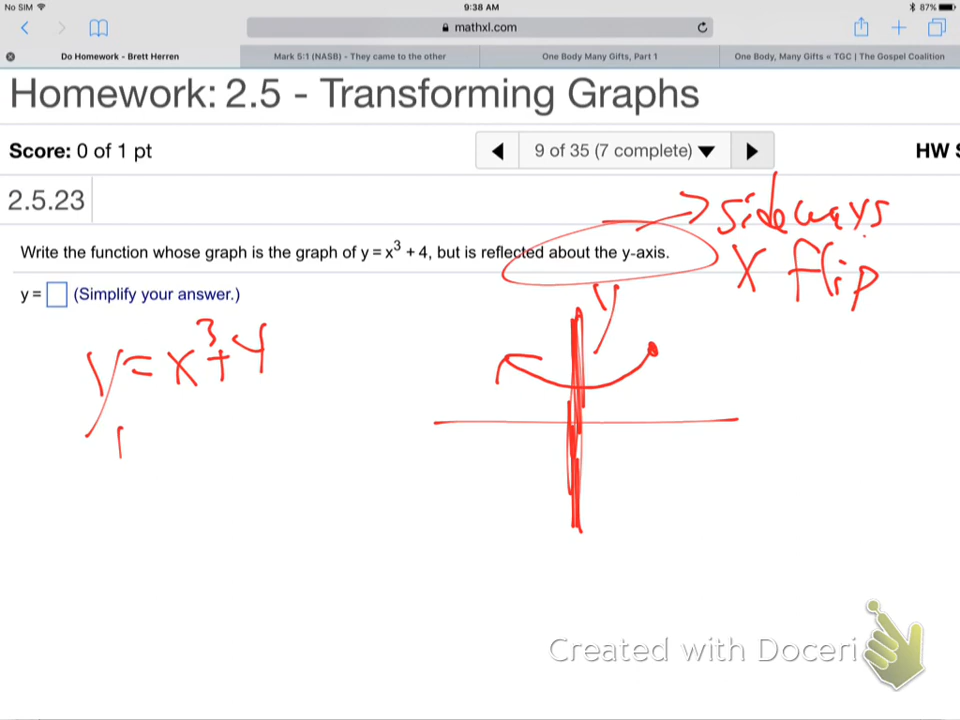 No SIM 9:38 AM 87%
mathxl.com
Do Homework - Brett Herren Mark 5:1 (NASB) - They came to the other One Body Many Gifts, Part 1 One Body, Many Gifts « TGC | The Gospel Coalition
Homework: 2.5 - Transforming Graphs
Score: 0 of 1 pt 9 of 35 (7 complete) HW S
2.5.23
sideways
Write the function whose graph is the graph of y = x³ + 4, but is reflected about the y-axis.
x flip
y = (Simplify your answer.)
y
y = x³ + 4
Created with Doceri